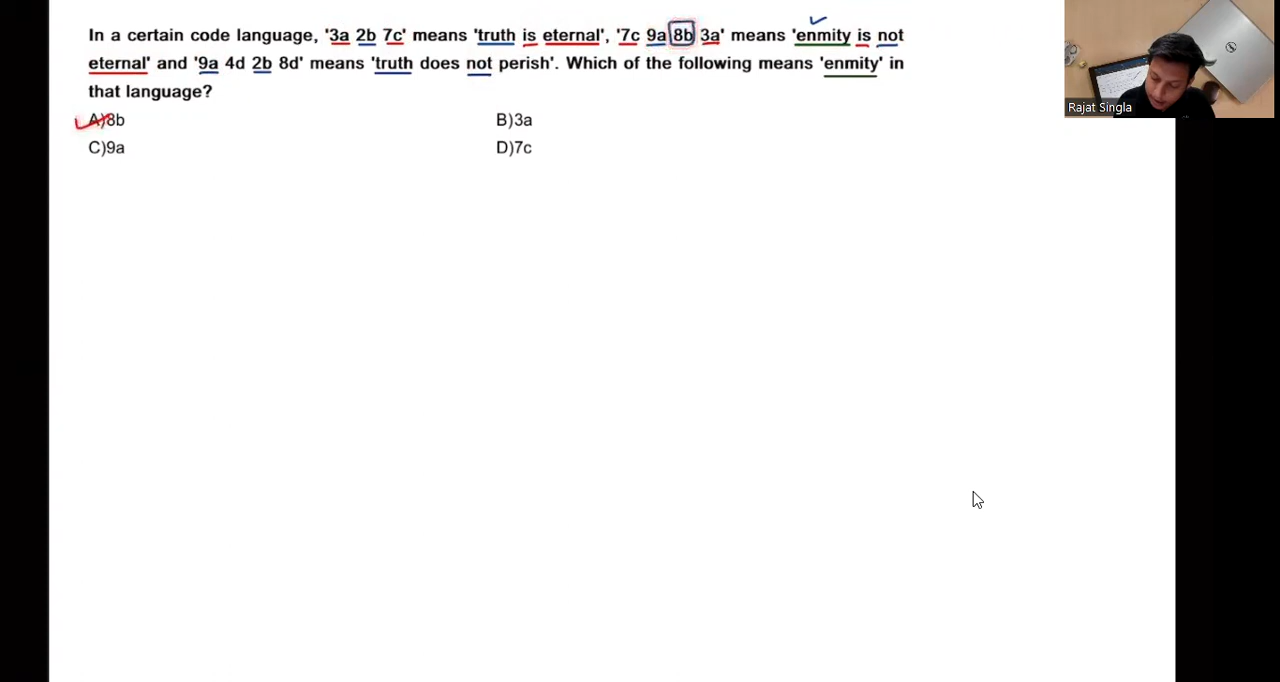 In a certain code language, '3a 2b 7c' means 'truth is eternal', '7c 9a 8b 3a' means 'enmity is not
eternal' and '9a 4d 2b 8d' means 'truth does not perish'. Which of the following means 'enmity' in
that language?
A)8b
B)3a
C)9a
D)7c
Rajat Singla